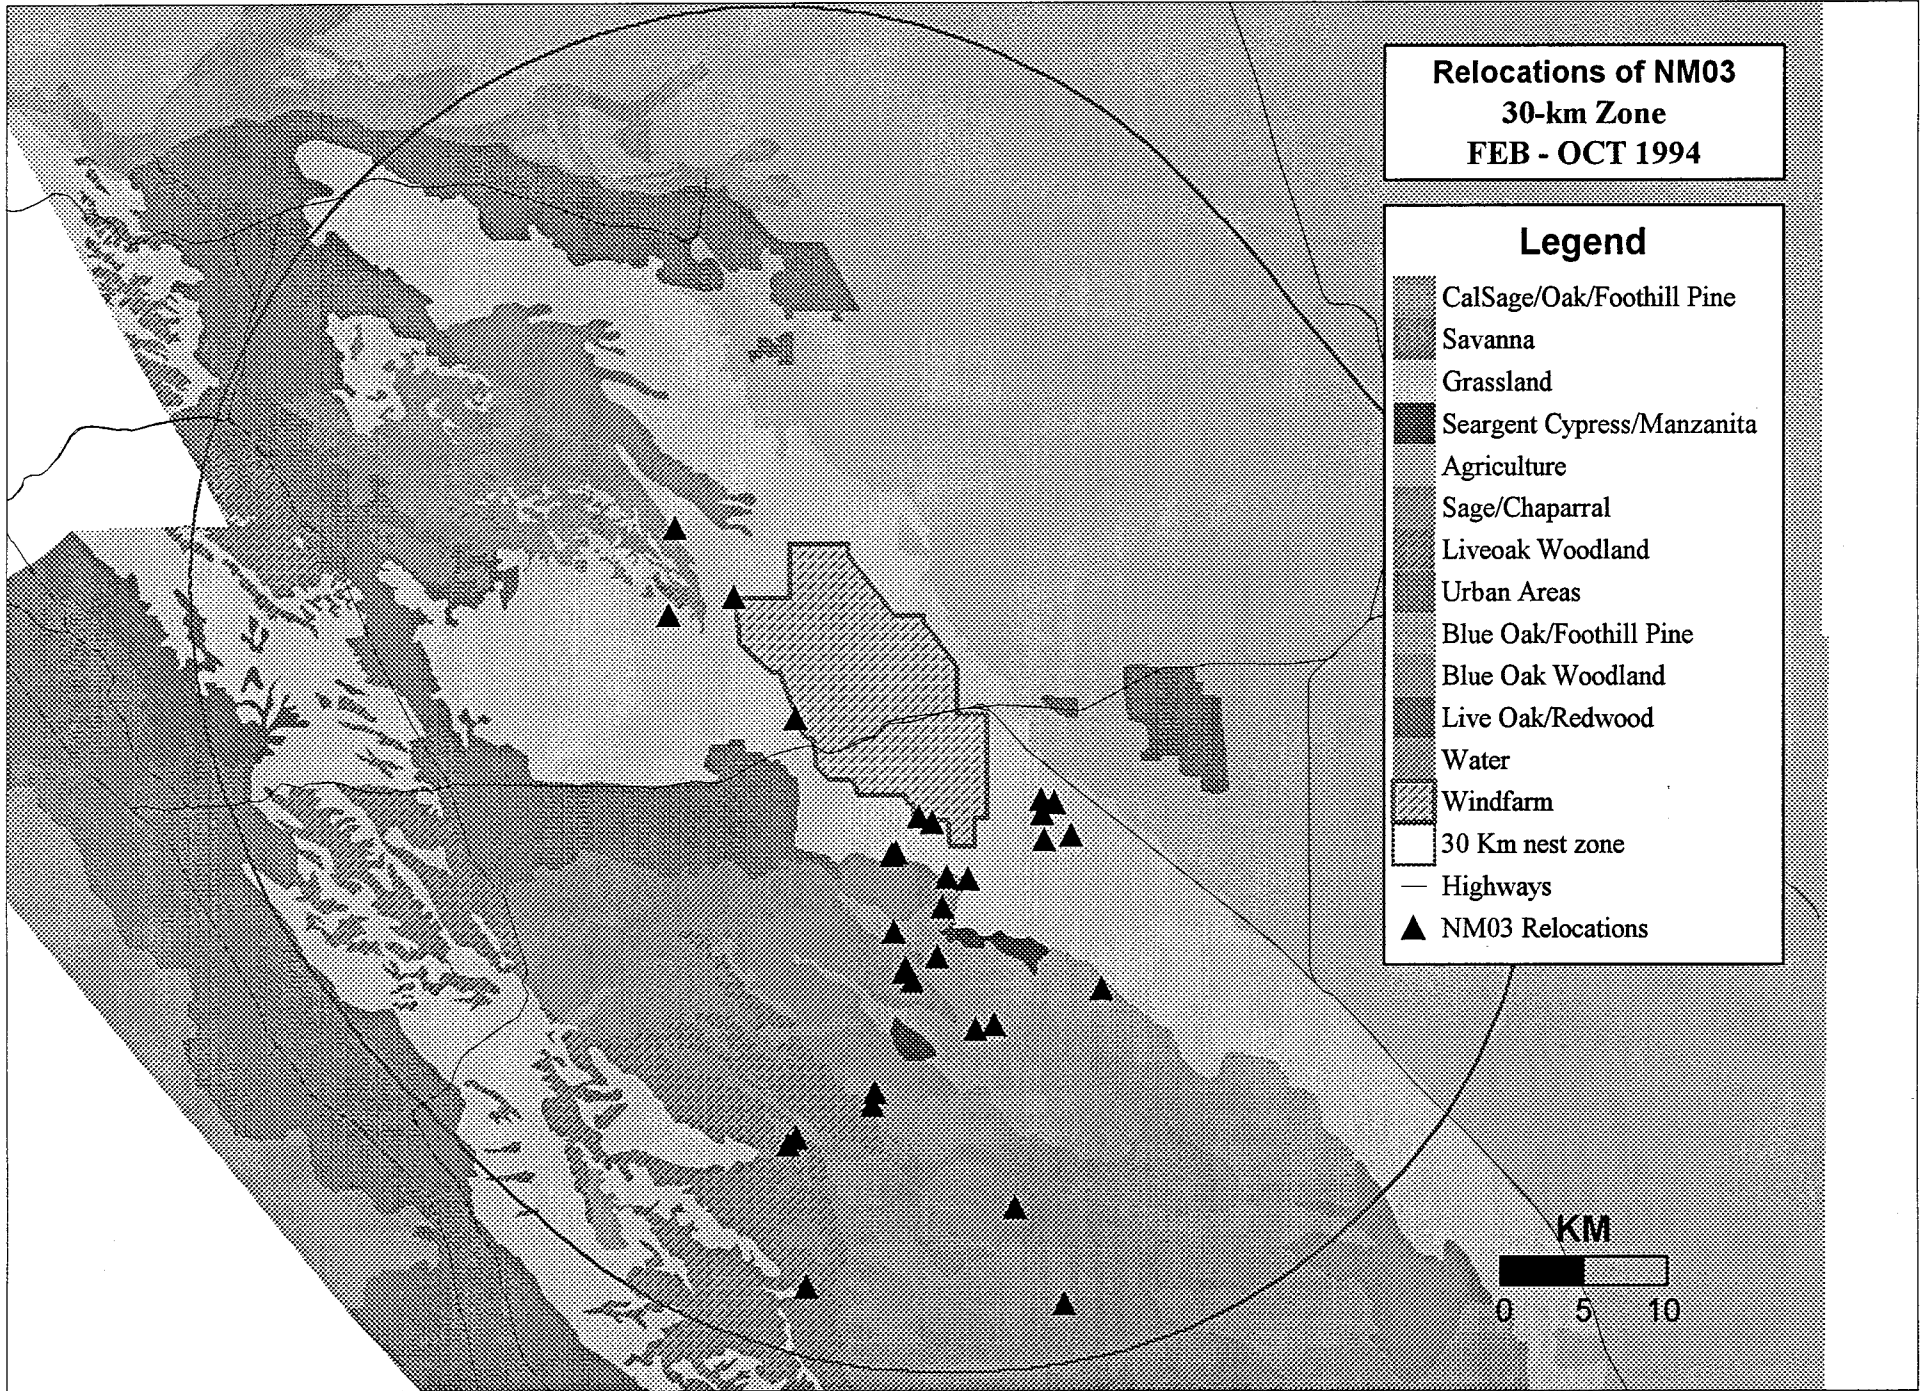 Relocations of NM03
30-km Zone
FEB - OCT 1994
Legend
CalSage/Oak/Foothill Pine
Savanna
Grassland
Seargent Cypress/Manzanita
Agriculture
Sage/Chaparral
Liveoak Woodland
Urban Areas
Blue Oak/Foothill Pine
Blue Oak Woodland
Live Oak/Redwood
Water
Windfarm
30 Km nest zone
Highways
NM03 Relocations
KM
0 5 10